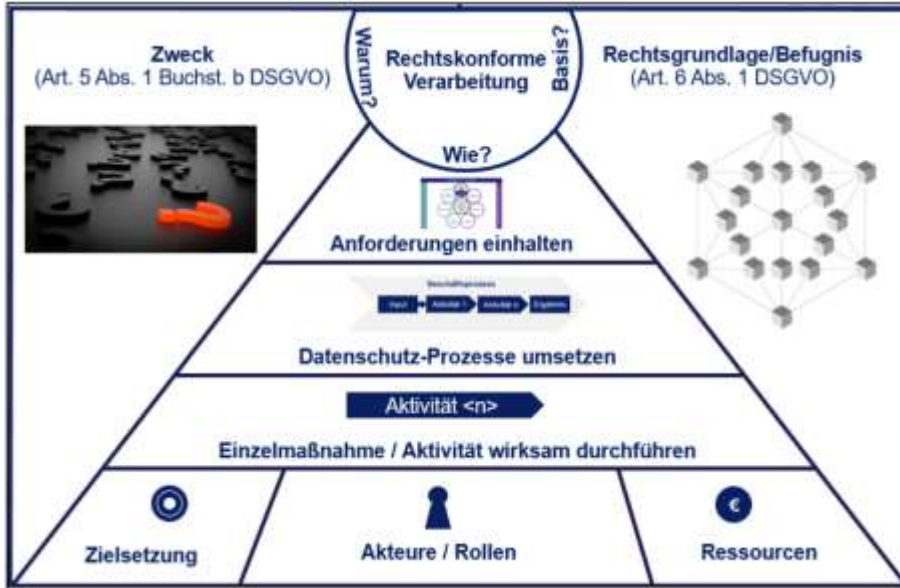 Zweck
(Art. 5 Abs. 1 Buchst. b DSGVO)
Warum?
Rechtskonforme
Verarbeitung
Basis?
Rechtsgrundlage/Befugnis
(Art. 6 Abs. 1 DSGVO)
Wie?
Anforderungen einhalten
Input
Ergebnis
Datenschutz-Prozesse umsetzen
Aktivität <n>
Einzelmaßnahme / Aktivität wirksam durchführen
€
Zielsetzung
Akteure / Rollen
Ressourcen